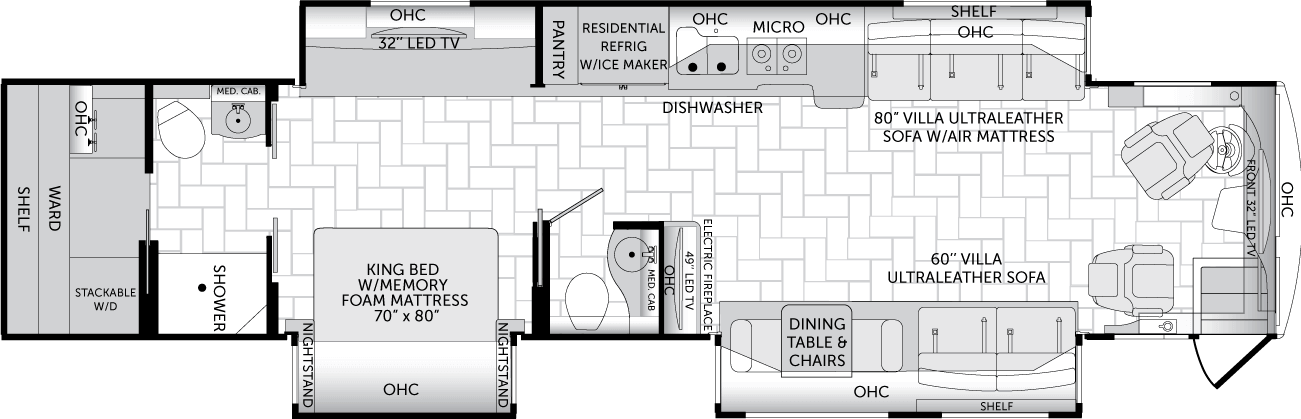 OHC
32" LED TV
PANTRY
RESIDENTIAL
REFRIG
W/ICE MAKER
OHC
MICRO
OHC
SHELF
OHC
DISHWASHER
80” VILLA ULTRALEATHER
SOFA W/AIR MATTRESS
MED. CAB.
OHC
SHELF
WARD
STACKABLE
W/D
SHOWER
KING BED
W/MEMORY
FOAM MATTRESS
70” x 80”
NIGHTSTAND
NIGHTSTAND
OHC
MED. CAB
OHC
49" LED TV
ELECTRIC FIREPLACE
60” VILLA
ULTRALEATHER SOFA
DINING
TABLE &
CHAIRS
OHC
SHELF
FRONT 32" LED TV
OHC